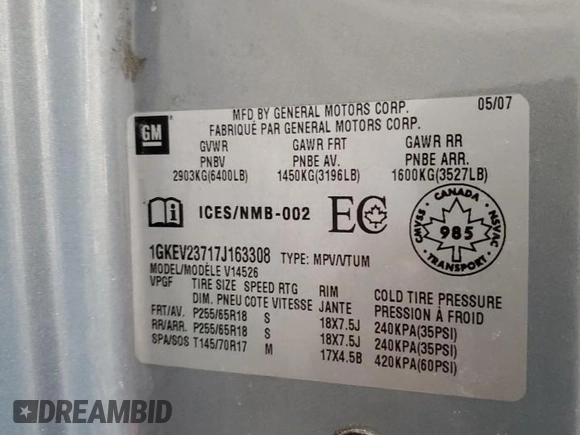 MFD BY GENERAL MOTORS CORP. 05/07
FABRIQUÉ PAR GENERAL MOTORS CORP.
GM
GVWR GAWR FRT GAWR RR
PNBV PNBE AV. PNBE ARR.
2903KG(6400LB) 1450KG(3196LB) 1600KG(3527LB)
ICES/NMB-002 EC
CANADA
CMVSS NSVAC
985
TRANSPORT
1GKEV23717J163308 TYPE: MPV/VTUM
MODEL/MODÈLE V14526
VPGF TIRE SIZE SPEED RTG RIM COLD TIRE PRESSURE
DIM. PNEU COTE VITESSE JANTE PRESSION À FROID
FRT/AV. P255/65R18 S 18X7.5J 240KPA(35PSI)
RR/ARR. P255/65R18 S 18X7.5J 240KPA(35PSI)
SPA/SOS T145/70R17 M 17X4.5B 420KPA(60PSI)
DREAMBID